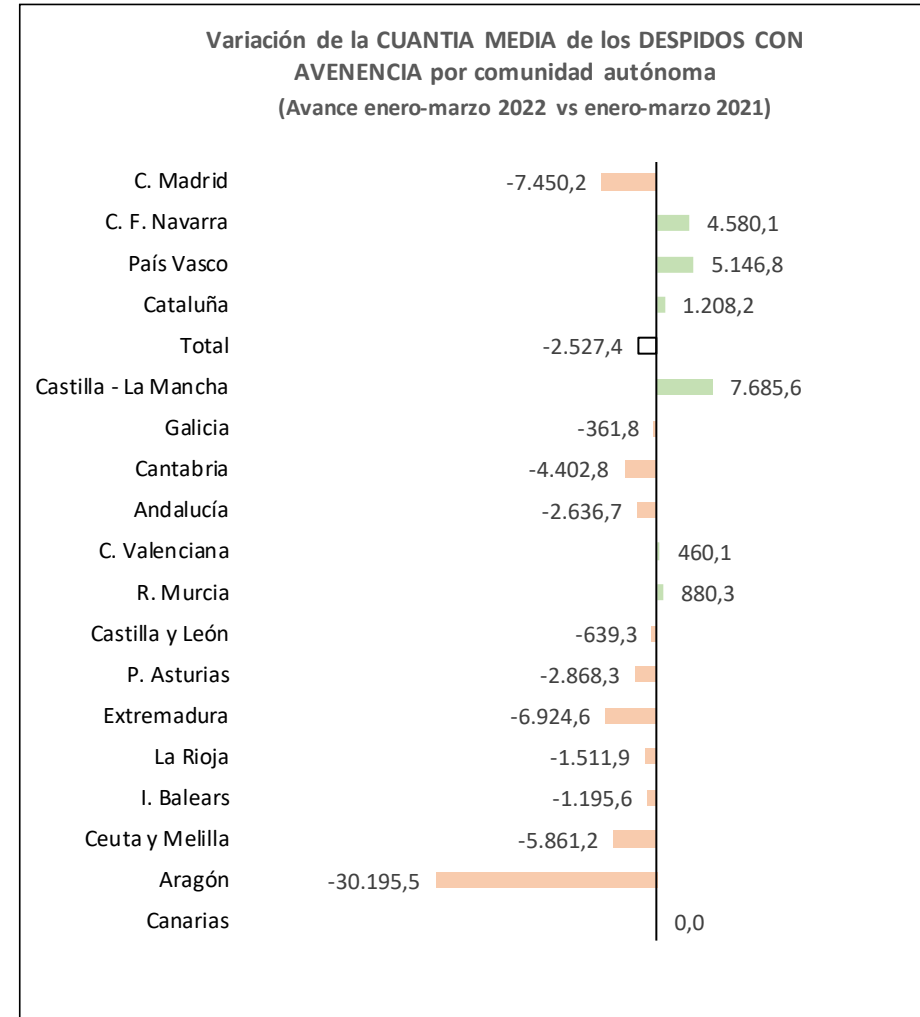 Variación de la CUANTIA MEDIA de los DESPIDOS CON
AVENENCIA por comunidad autónoma
(Avance enero-marzo 2022 vs enero-marzo 2021)
C. Madrid -7.450,2
C. F. Navarra 4.580,1
País Vasco 5.146,8
Cataluña 1.208,2
Total -2.527,4
Castilla - La Mancha 7.685,6
Galicia -361,8
Cantabria -4.402,8
Andalucía -2.636,7
C. Valenciana 460,1
R. Murcia 880,3
Castilla y León -639,3
P. Asturias -2.868,3
Extremadura -6.924,6
La Rioja -1.511,9
I. Balears -1.195,6
Ceuta y Melilla -5.861,2
Aragón -30.195,5
Canarias 0,0